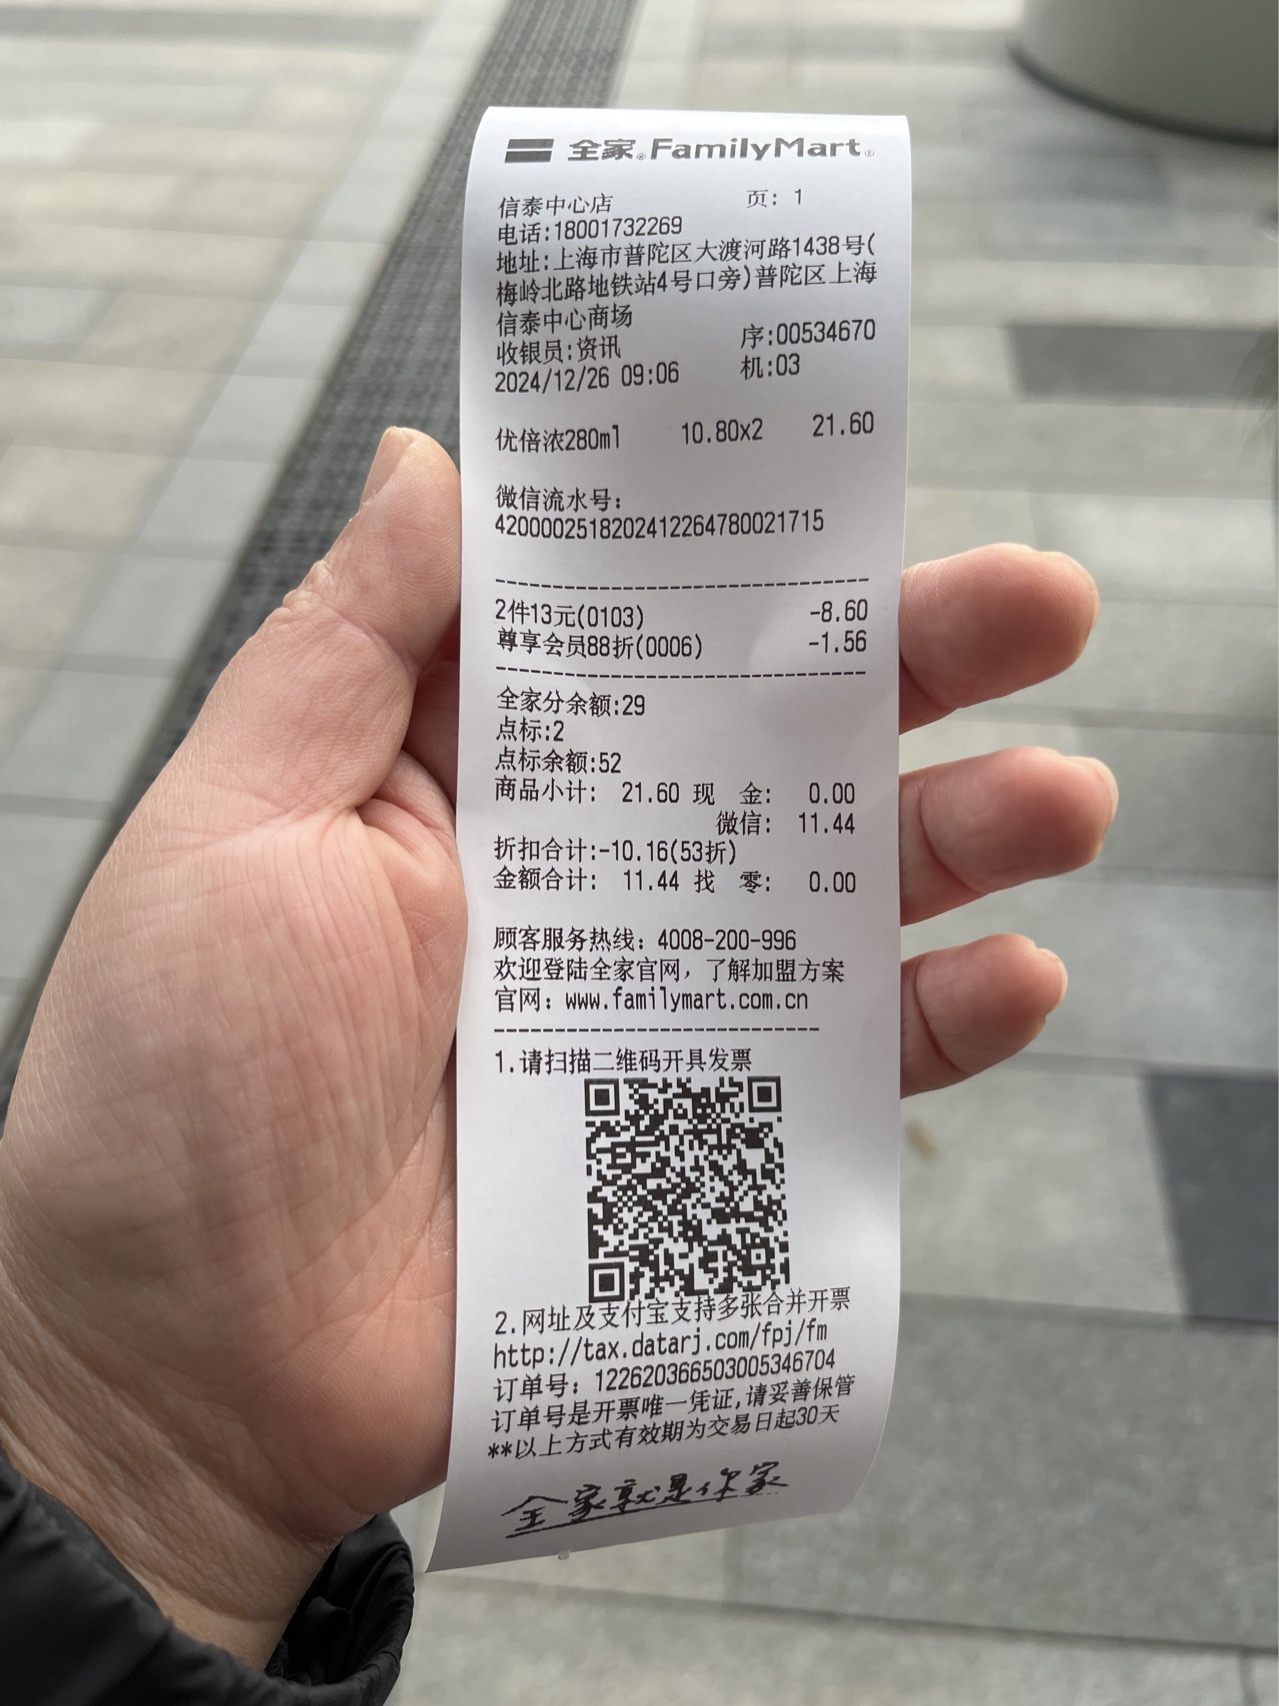 全家® FamilyMart®
信泰中心店 页: 1
电话:18001732269
地址:上海市普陀区大渡河路1438号(
梅岭北路地铁站4号口旁)普陀区上海
信泰中心商场
收银员:资讯 序:00534670
2024/12/26 09:06 机:03
优倍浓280ml 10.80x2 21.60
微信流水号:
4200002518202412264780021715
2件13元(0103) -8.60
尊享会员88折(0006) -1.56
全家分余额:29
点标:2
点标余额:52
商品小计: 21.60 现 金: 0.00
微信: 11.44
折扣合计:-10.16(53折)
金额合计: 11.44 找 零: 0.00
顾客服务热线: 4008-200-996
欢迎登陆全家官网，了解加盟方案
官网: www.familymart.com.cn
1.请扫描二维码开具发票
2.网址及支付宝支持多张合并开票
http://tax.datarj.com/fpj/fm
订单号: 122620366503005346704
订单号是开票唯一凭证,请妥善保管
**以上方式有效期为交易日起30天
全家就是你家